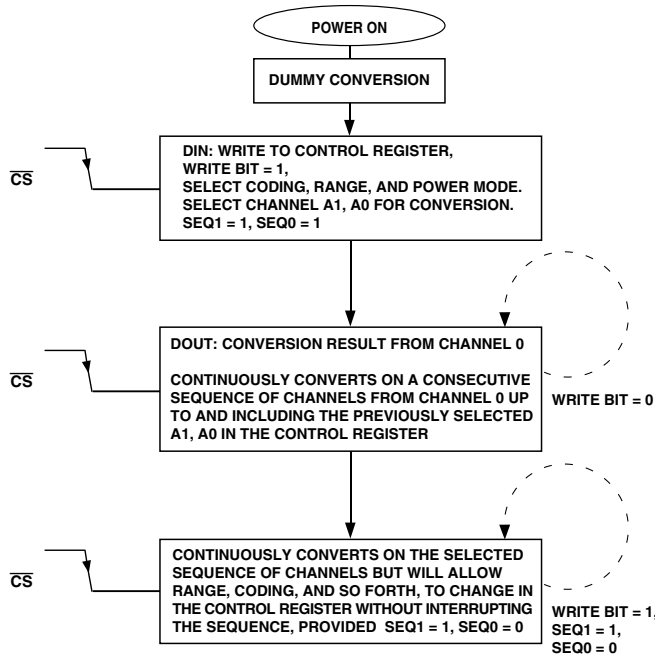 POWER ON
DUMMY CONVERSION
CS
DIN: WRITE TO CONTROL REGISTER,
WRITE BIT = 1,
SELECT CODING, RANGE, AND POWER MODE.
SELECT CHANNEL A1, A0 FOR CONVERSION.
SEQ1 = 1, SEQ0 = 1
CS
DOUT: CONVERSION RESULT FROM CHANNEL 0
CONTINUOUSLY CONVERTS ON A CONSECUTIVE
SEQUENCE OF CHANNELS FROM CHANNEL 0 UP
TO AND INCLUDING THE PREVIOUSLY SELECTED
A1, A0 IN THE CONTROL REGISTER
WRITE BIT = 0
CS
CONTINUOUSLY CONVERTS ON THE SELECTED
SEQUENCE OF CHANNELS BUT WILL ALLOW
RANGE, CODING, AND SO FORTH, TO CHANGE IN
THE CONTROL REGISTER WITHOUT INTERRUPTING
THE SEQUENCE, PROVIDED SEQ1 = 1, SEQ0 = 0
WRITE BIT = 1,
SEQ1 = 1,
SEQ0 = 0